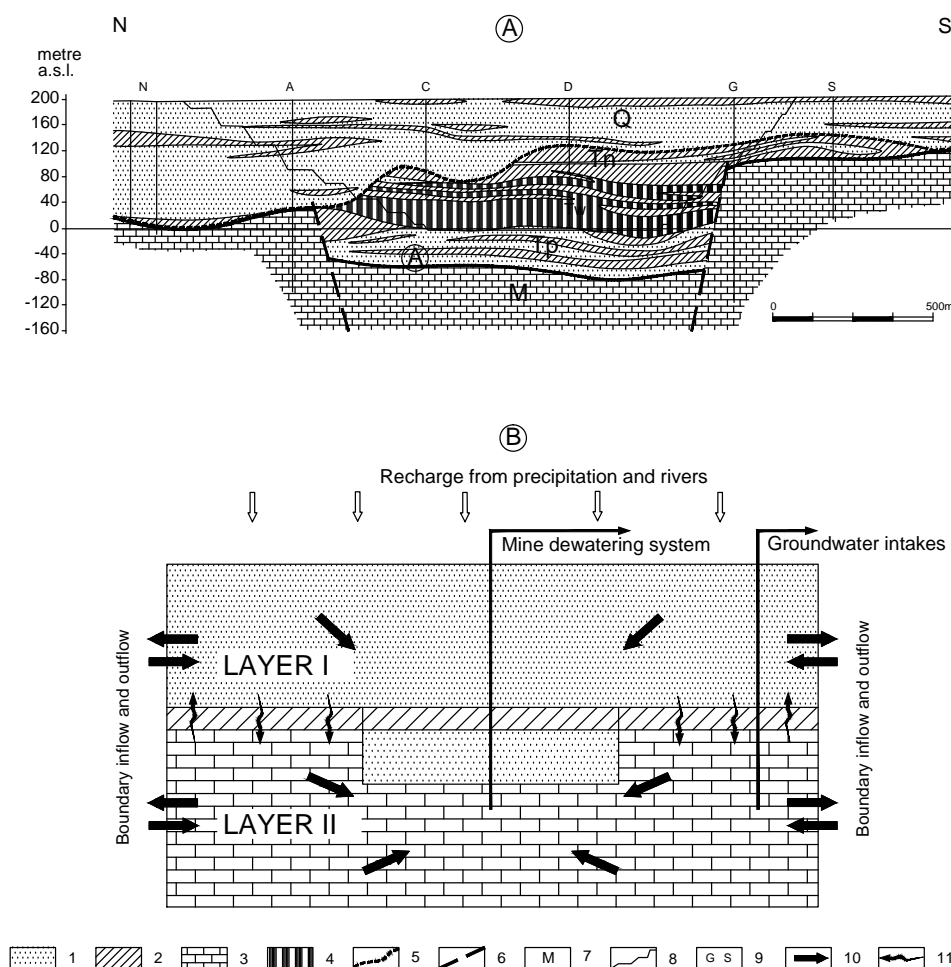 N A S
metre
a.s.l.
N A C D G S
200
160
120
80
40
0
-40
-80
-120
-160
Q
Tn
Tp
A
M
0 500m
B
Recharge from precipitation and rivers
Mine dewatering system Groundwater intakes
Boundary inflow and outflow
LAYER I
LAYER II
Boundary inflow and outflow
1 2 3 4 5 6 M 7 8 G S 9 10 11